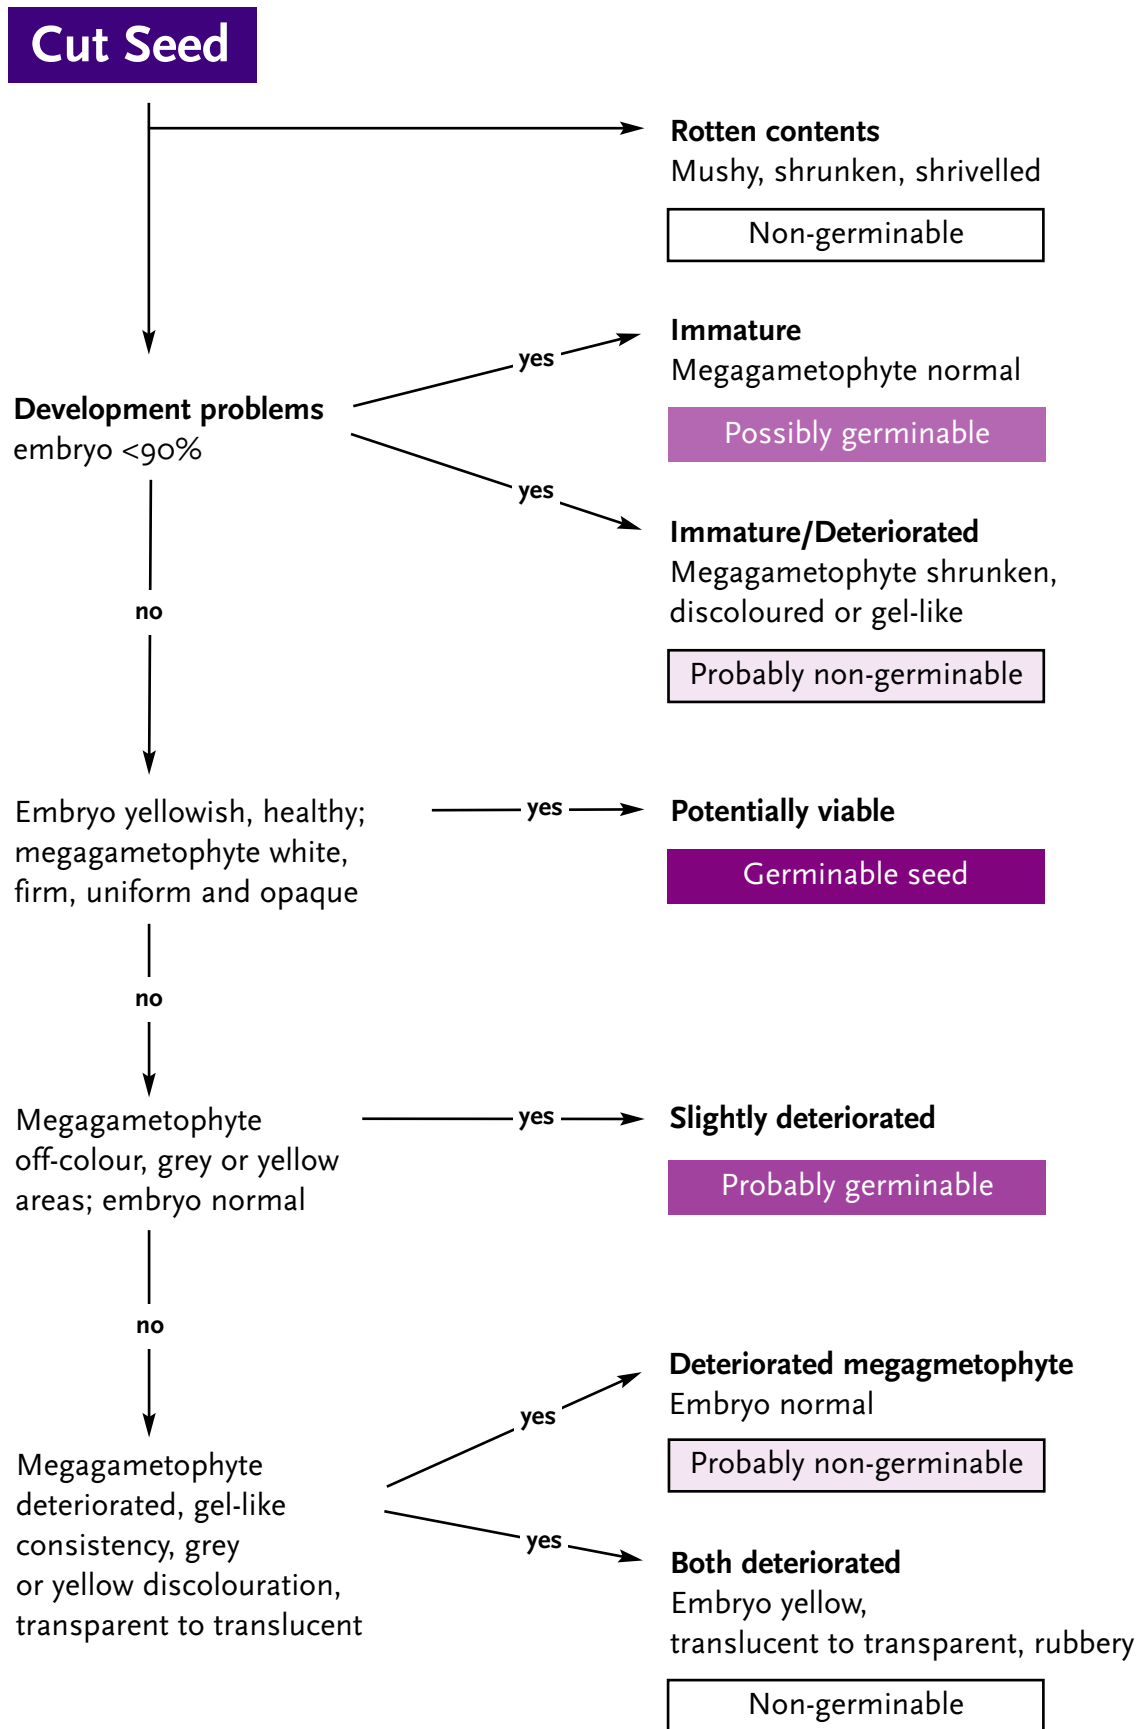 Cut Seed
Rotten contents
Mushy, shrunken, shrivelled
Non-germinable
Development problems
embryo <90%
yes
Immature
Megagametophyte normal
Possibly germinable
yes
Immature/Deteriorated
Megagametophyte shrunken,
discoloured or gel-like
Probably non-germinable
no
Embryo yellowish, healthy;
megagametophyte white,
firm, uniform and opaque
yes
Potentially viable
Germinable seed
no
Megagametophyte
off-colour, grey or yellow
areas; embryo normal
yes
Slightly deteriorated
Probably germinable
no
Megagametophyte
deteriorated, gel-like
consistency, grey
or yellow discolouration,
transparent to translucent
yes
Deteriorated megagmetophyte
Embryo normal
Probably non-germinable
yes
Both deteriorated
Embryo yellow,
translucent to transparent, rubbery
Non-germinable